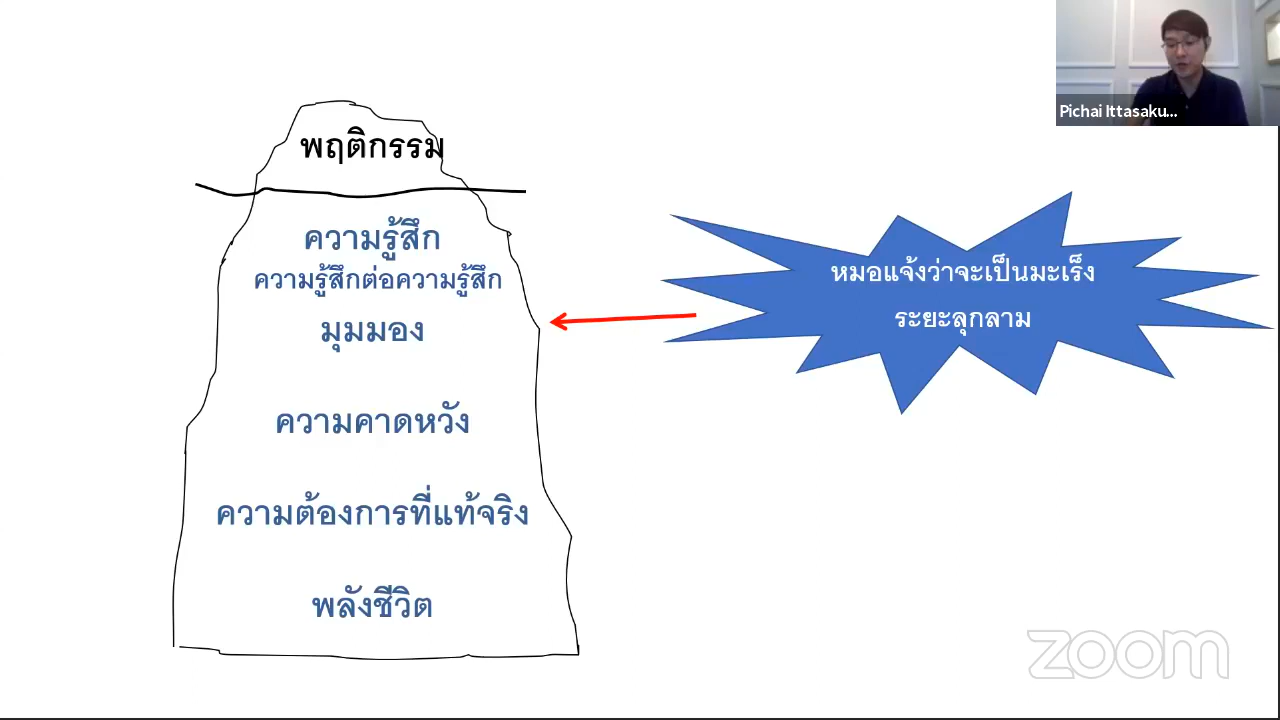 Pichai Ittasaku...
พฤติกรรม
ความรู้สึก
ความรู้สึกต่อความรู้สึก
มุมมอง
ความคาดหวัง
ความต้องการที่แท้จริง
พลังชีวิต
หมอแจ้งว่าจะเป็นมะเร็ง
ระยะลุกลาม
zoom